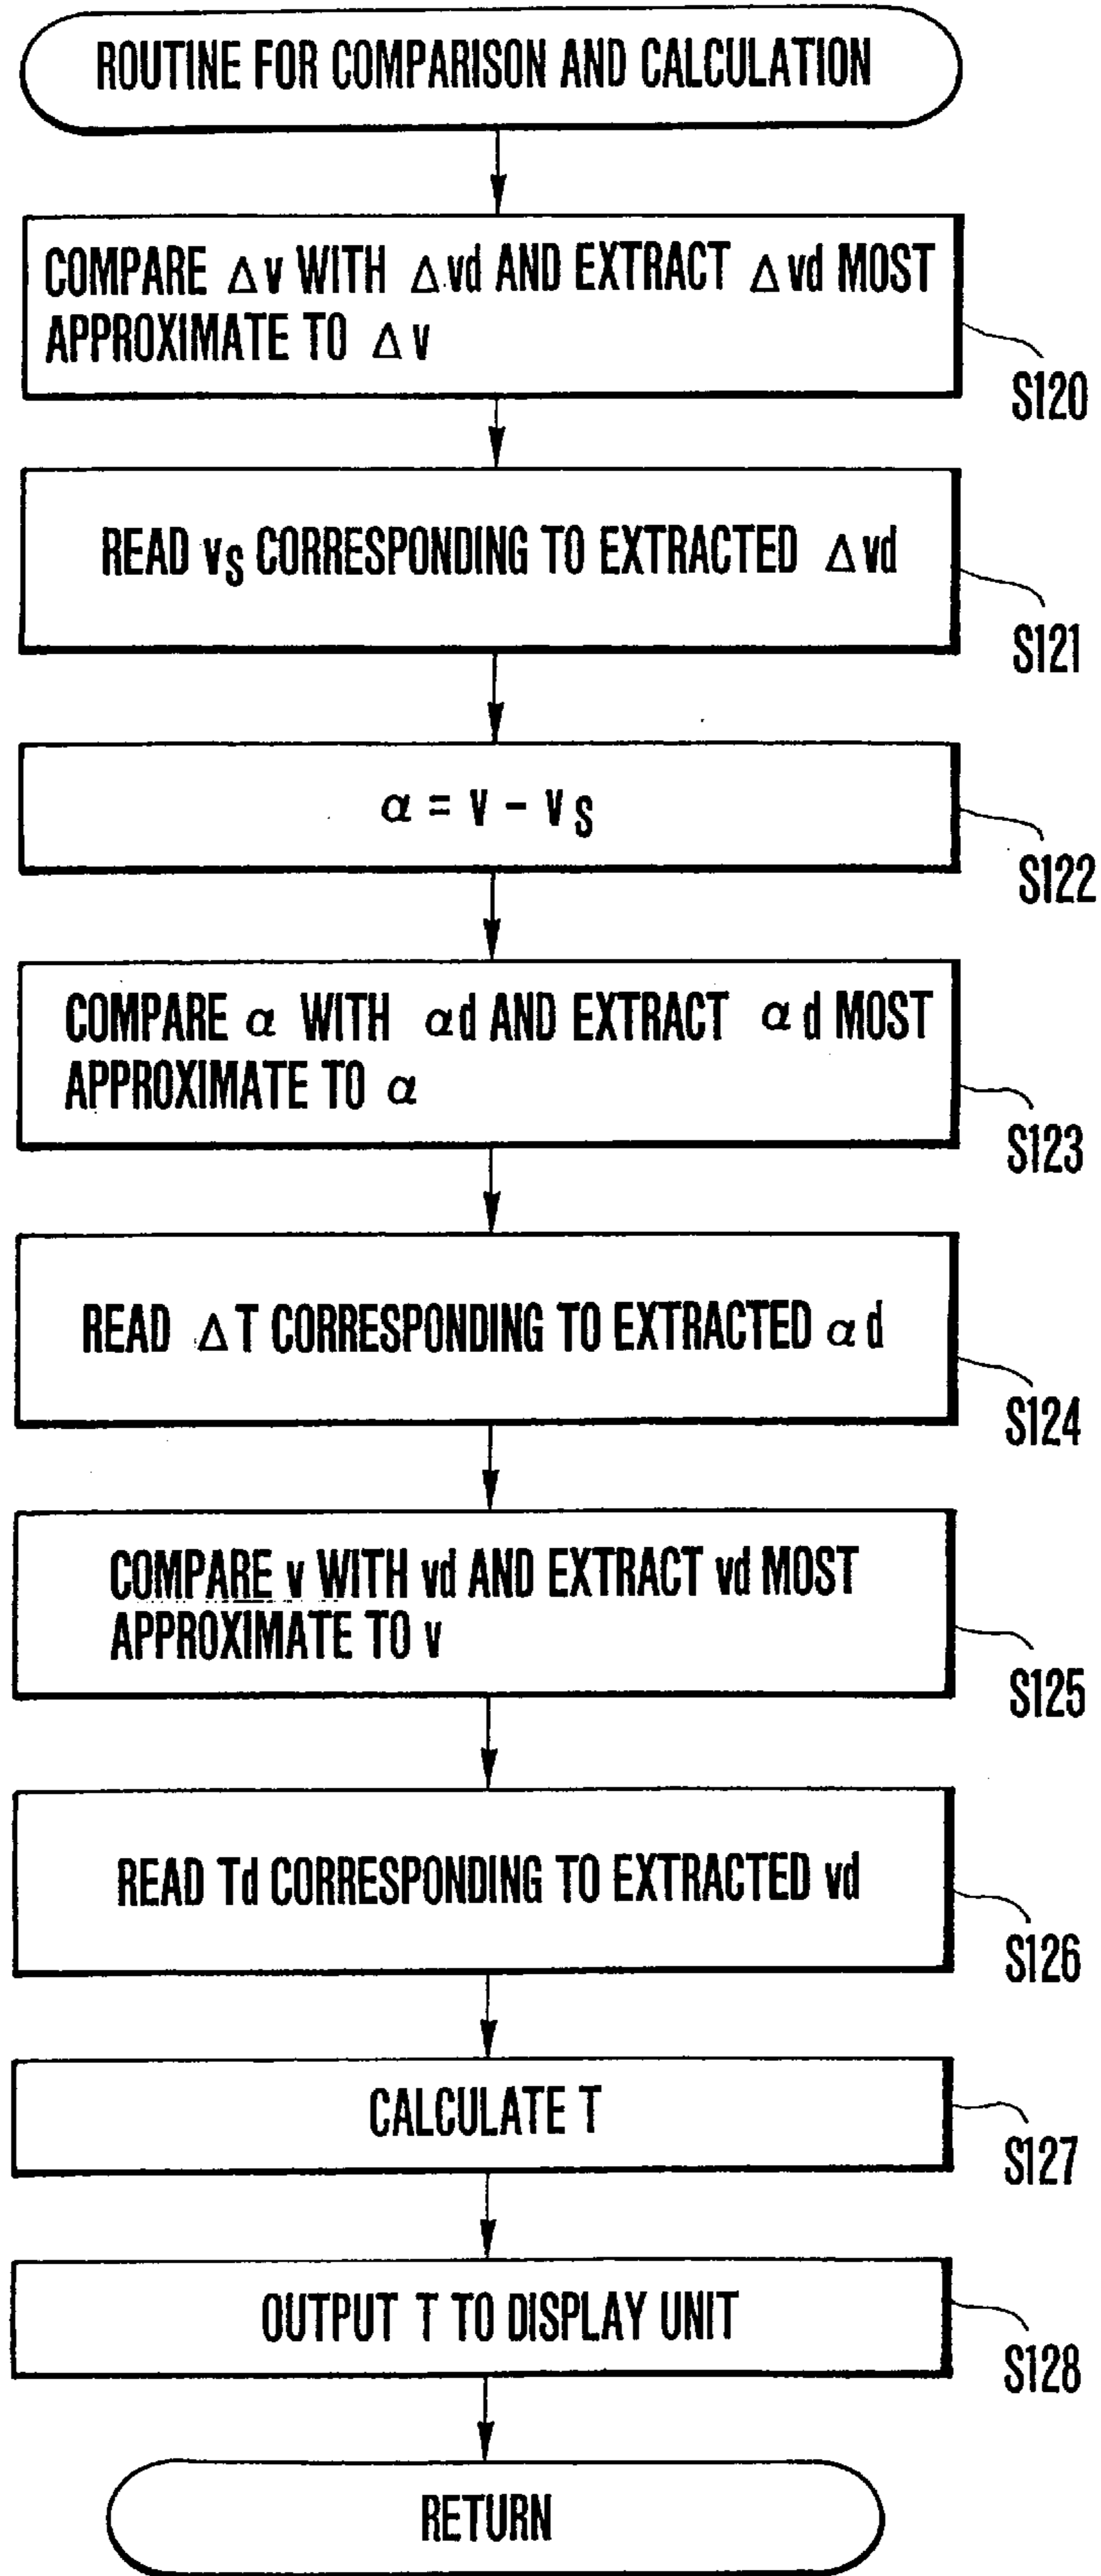 ROUTINE FOR COMPARISON AND CALCULATION
COMPARE Δv WITH Δvd AND EXTRACT Δvd MOST
APPROXIMATE TO Δv
S120
READ vS CORRESPONDING TO EXTRACTED Δvd
S121
α = v - vS
S122
COMPARE α WITH αd AND EXTRACT αd MOST
APPROXIMATE TO α
S123
READ ΔT CORRESPONDING TO EXTRACTED αd
S124
COMPARE v WITH vd AND EXTRACT vd MOST
APPROXIMATE TO v
S125
READ Td CORRESPONDING TO EXTRACTED vd
S126
CALCULATE T
S127
OUTPUT T TO DISPLAY UNIT
S128
RETURN